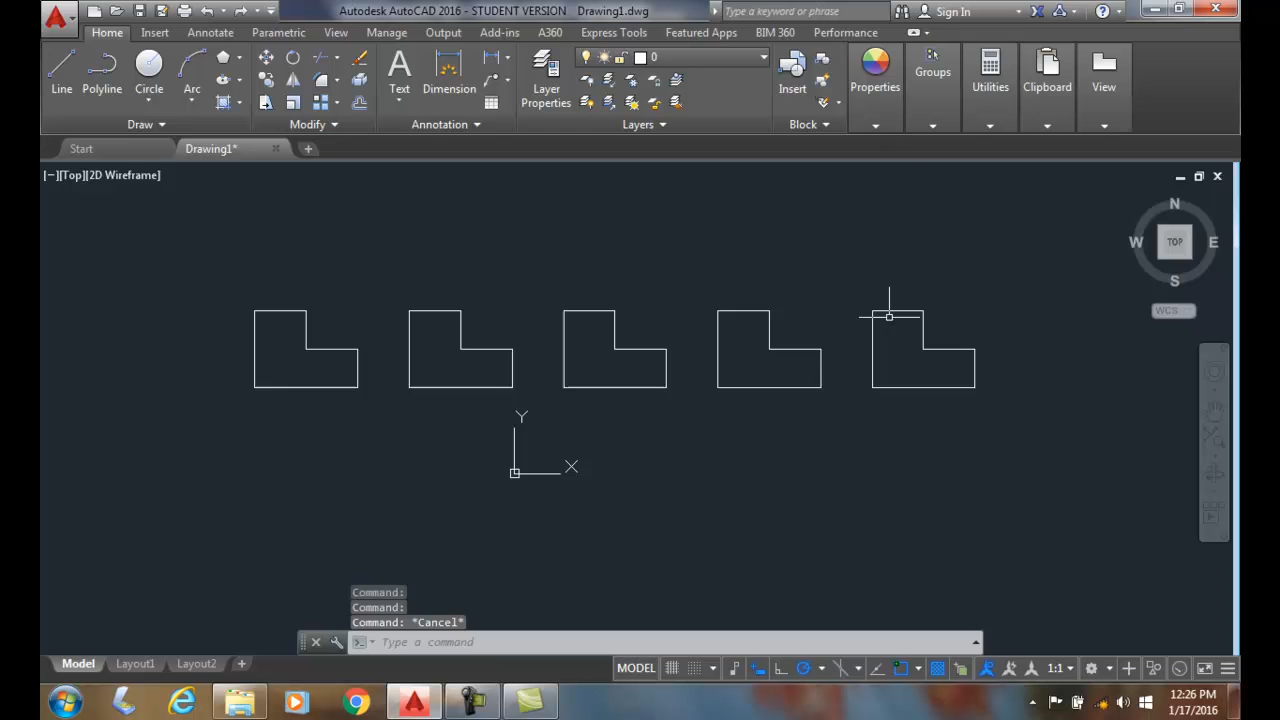 Autodesk AutoCAD 2016 - STUDENT VERSION Drawing1.dwg
Type a keyword or phrase
Sign In
Home Insert Annotate Parametric View Manage Output Add-ins A360 Express Tools Featured Apps BIM 360 Performance
0
Line Polyline Circle Arc Text Dimension Layer Properties Insert Properties Groups Utilities Clipboard View
Draw Modify Annotation Layers Block
Start Drawing1*
[−][Top][2D Wireframe]
N
W TOP E
S
WCS
Y
X
Command:
Command:
Command: *Cancel*
Type a command
Model Layout1 Layout2
MODEL 1:1
12:26 PM
1/17/2016